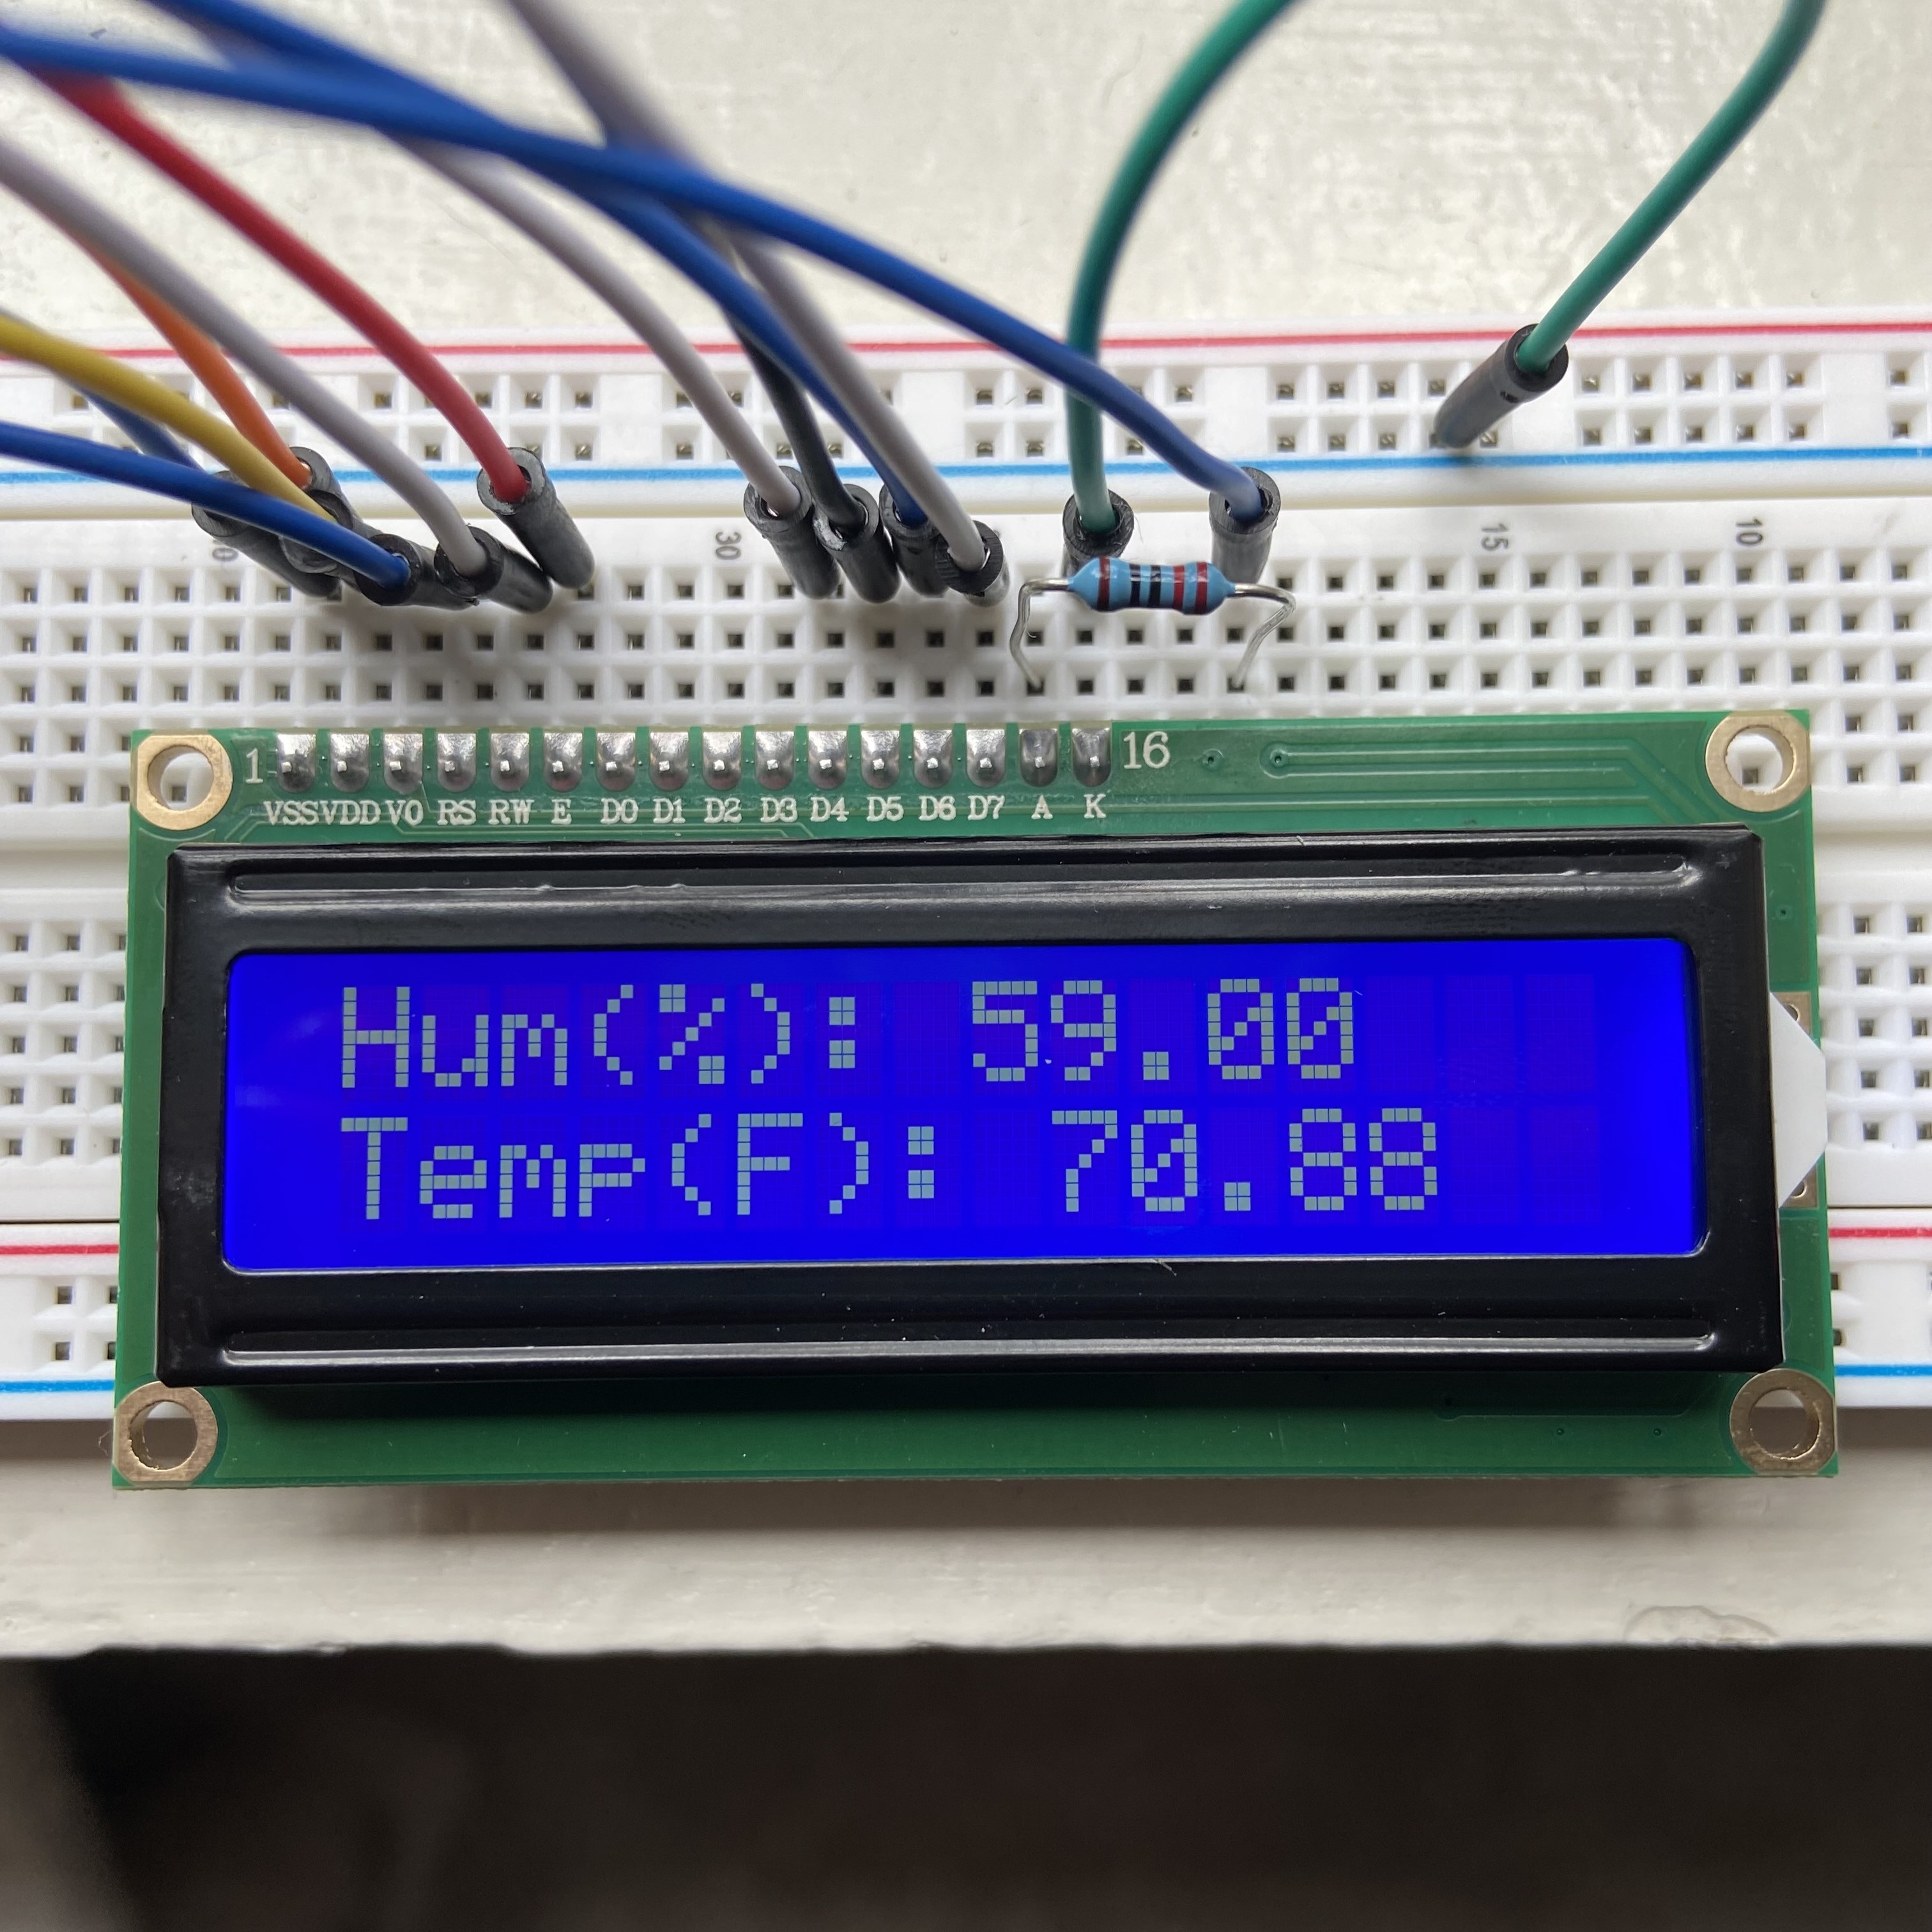 30
15
10
1 16
VSS VDD V0 RS RW E D0 D1 D2 D3 D4 D5 D6 D7 A K
Hum(%): 59.00
Temp(F): 70.88